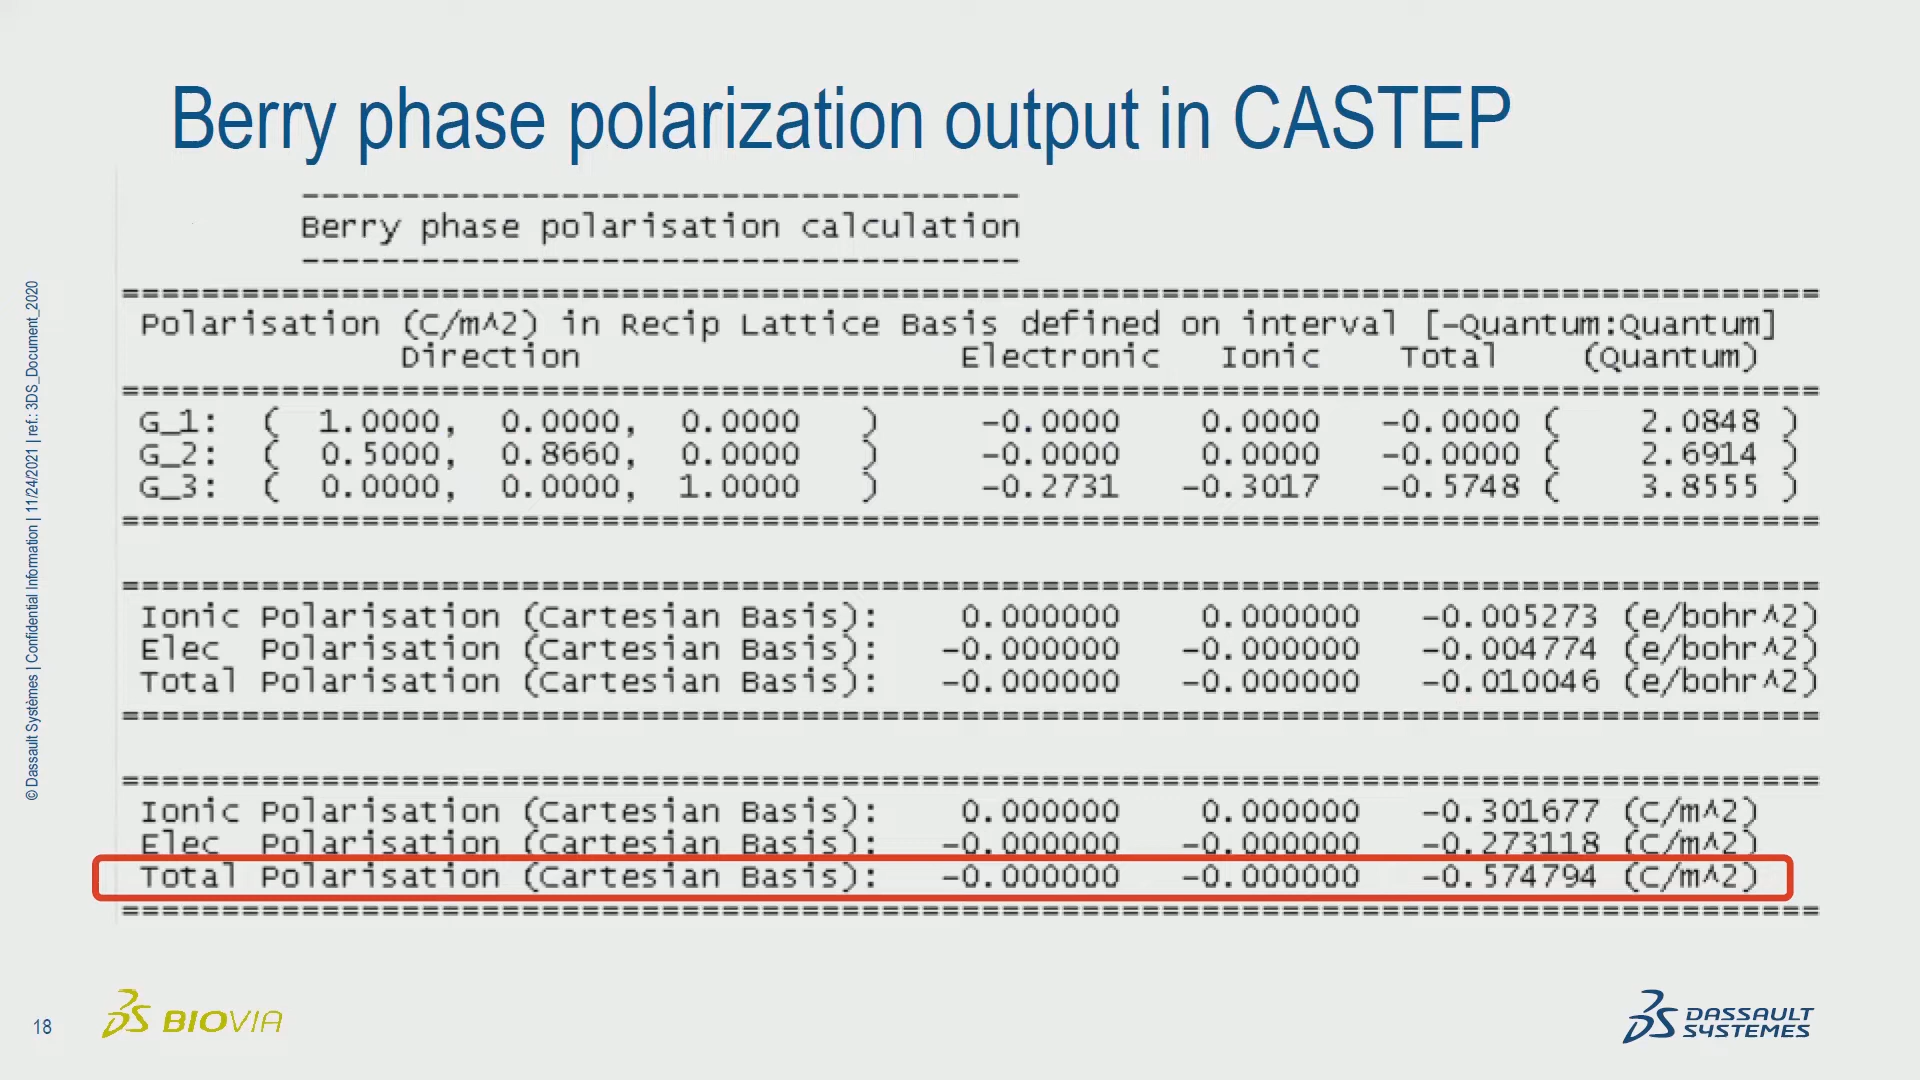 Berry phase polarization output in CASTEP
------------------------------------
Berry phase polarisation calculation
------------------------------------
=====================================================================================
Polarisation (C/m^2) in Recip Lattice Basis defined on interval [-Quantum:Quantum]
Direction Electronic Ionic Total (Quantum)
=====================================================================================
G_1: ( 1.0000, 0.0000, 0.0000 ) -0.0000 0.0000 -0.0000 ( 2.0848 )
G_2: ( 0.5000, 0.8660, 0.0000 ) -0.0000 0.0000 -0.0000 ( 2.6914 )
G_3: ( 0.0000, 0.0000, 1.0000 ) -0.2731 -0.3017 -0.5748 ( 3.8555 )
=====================================================================================
=====================================================================================
Ionic Polarisation (Cartesian Basis): 0.000000 0.000000 -0.005273 (e/bohr^2)
Elec Polarisation (Cartesian Basis): -0.000000 -0.000000 -0.004774 (e/bohr^2)
Total Polarisation (Cartesian Basis): -0.000000 -0.000000 -0.010046 (e/bohr^2)
=====================================================================================
=====================================================================================
Ionic Polarisation (Cartesian Basis): 0.000000 0.000000 -0.301677 (C/m^2)
Elec Polarisation (Cartesian Basis): -0.000000 -0.000000 -0.273118 (C/m^2)
Total Polarisation (Cartesian Basis): -0.000000 -0.000000 -0.574794 (C/m^2)
=====================================================================================
© Dassault Systèmes | Confidential Information | 11/24/2021 | ref.: 3DS_Document_2020
18
BIOVIA
DASSAULT
SYSTEMES